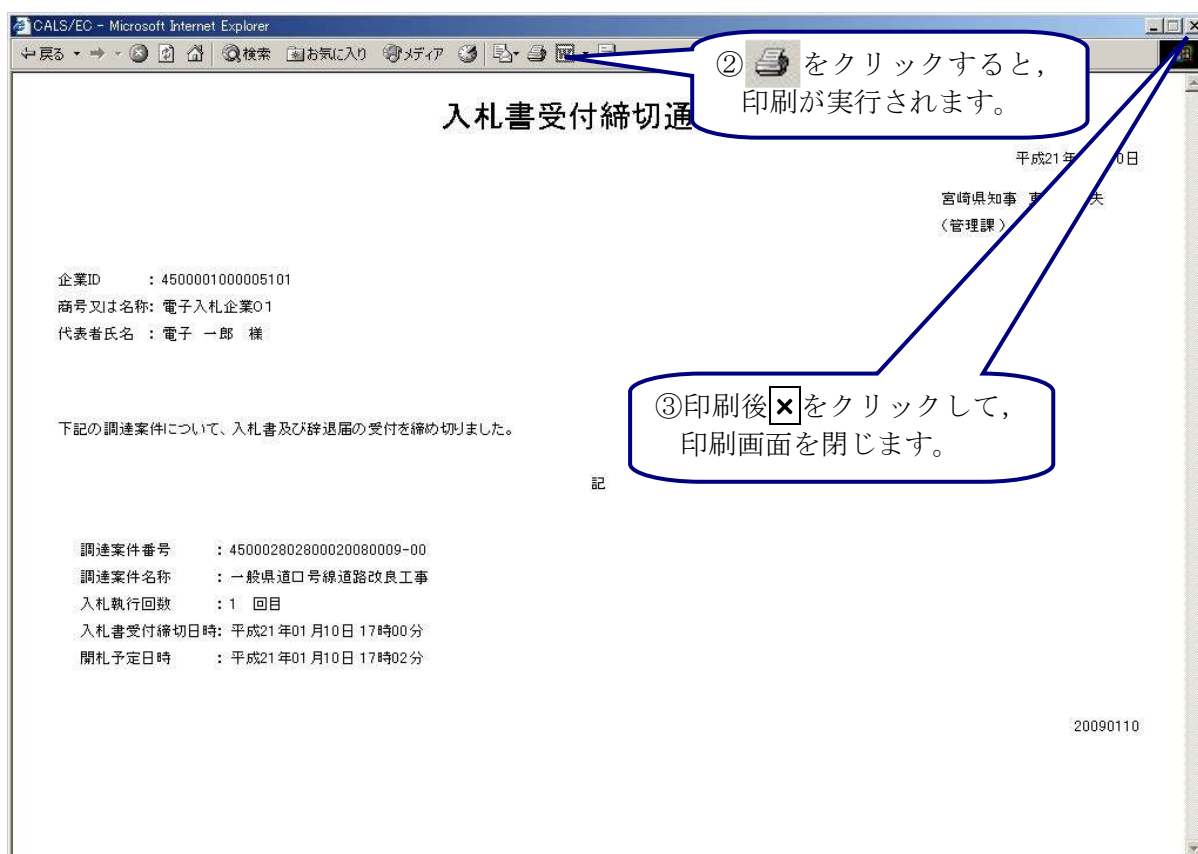 CALS/EC - Microsoft Internet Explorer
戻る 検索 お気に入り メディア
②をクリックすると,
印刷が実行されます。
入札書受付締切通
平成21年 0日
宮崎県知事 夫
(管理課)
企業ID : 4500001000005101
商号又は名称: 電子入札企業01
代表者氏名 : 電子 一郎 様
③印刷後×をクリックして,
印刷画面を閉じます。
下記の調達案件について、入札書及び辞退届の受付を締め切りました。
記
調達案件番号 : 450002802800020080009-00
調達案件名称 : 一般県道口号線道路改良工事
入札執行回数 : 1 回目
入札書受付締切日時: 平成21年01月10日 17時00分
開札予定日時 : 平成21年01月10日 17時02分
20090110